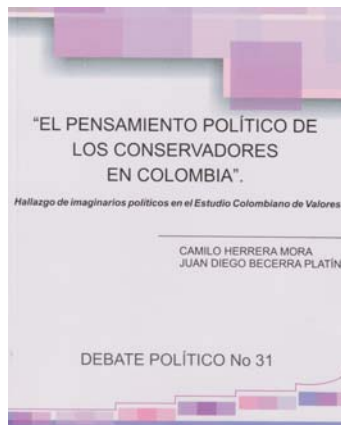 “EL PENSAMIENTO POLÍTICO DE
LOS CONSERVADORES
EN COLOMBIA”.
Hallazgo de imaginarios políticos en el Estudio Colombiano de Valores
CAMILO HERRERA MORA
JUAN DIEGO BECERRA PLATÍN
DEBATE POLÍTICO No 31